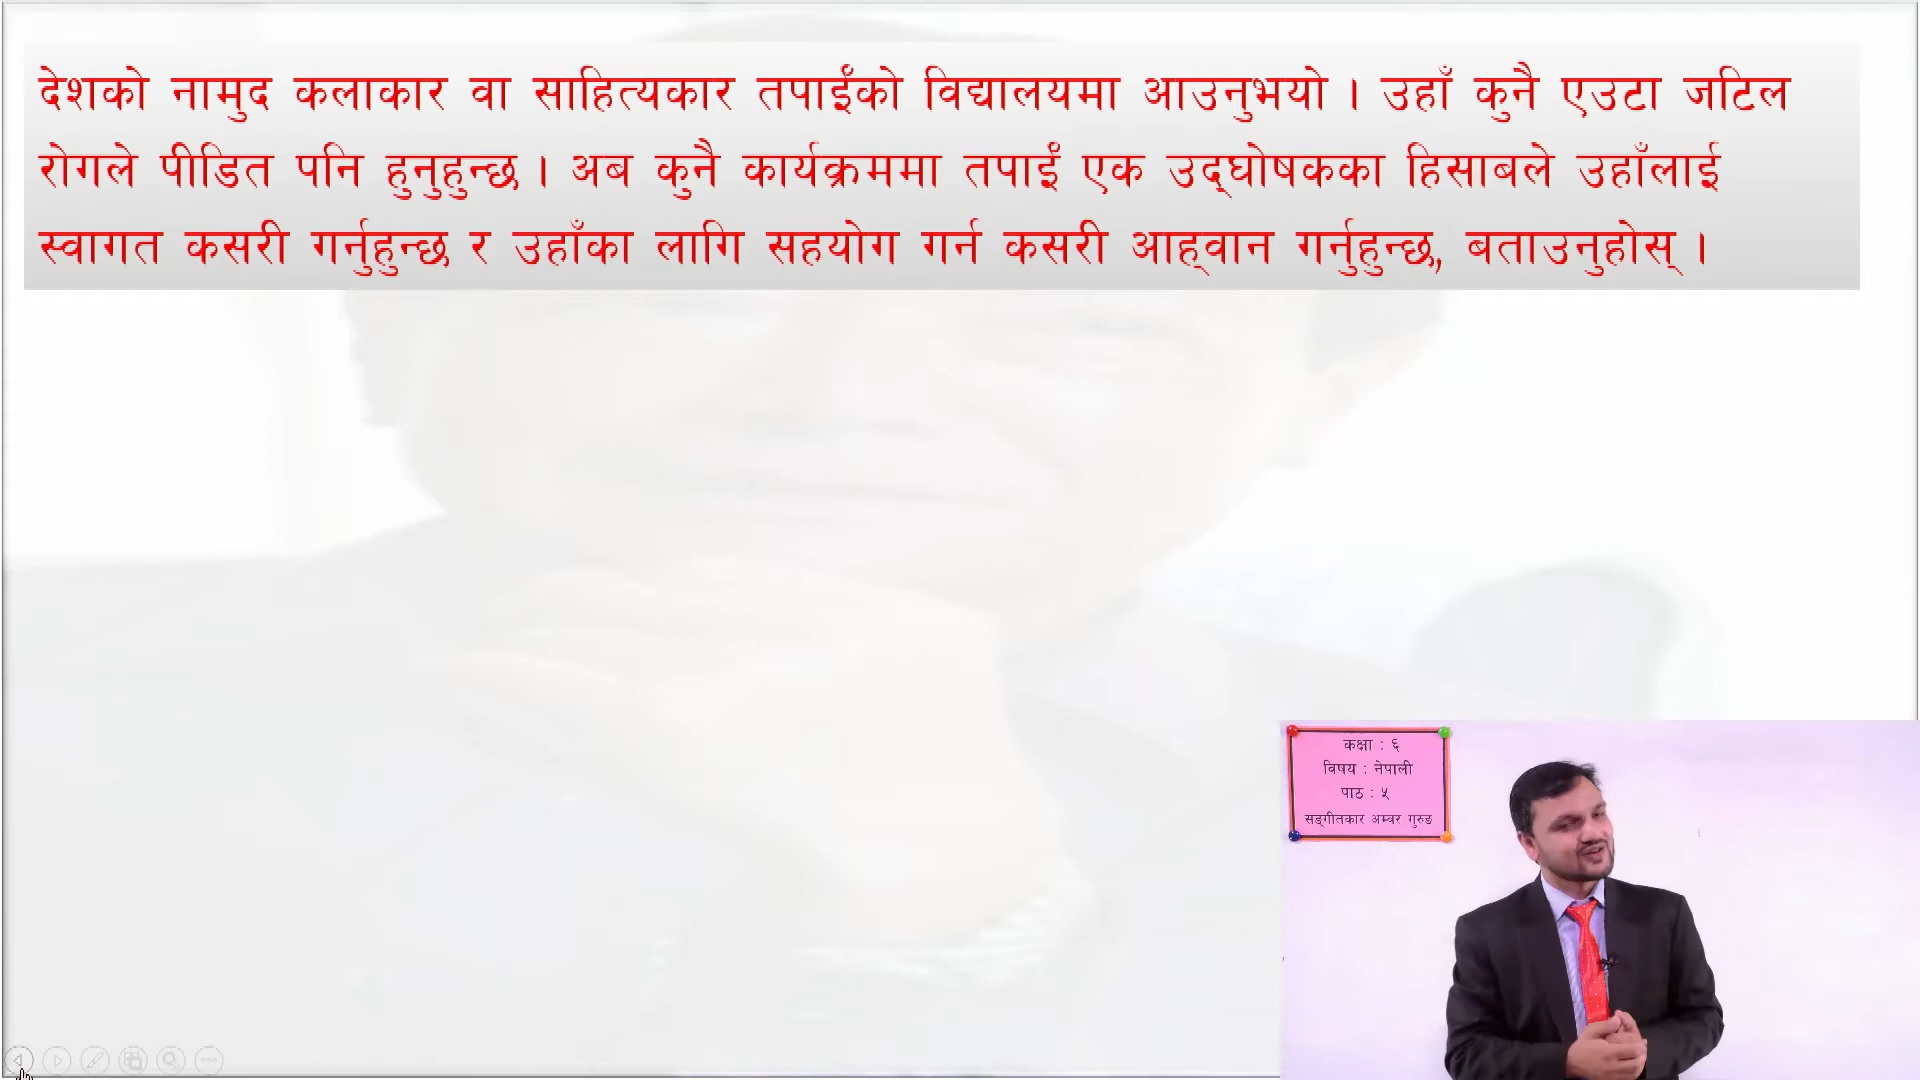 देशको नामुद कलाकार वा साहित्यकार तपाईंको विद्यालयमा आउनुभयो । उहाँ कुनै एउटा जटिल
रोगले पीडित पनि हुनुहुन्छ । अब कुनै कार्यक्रममा तपाईं एक उद्‌घोषकका हिसाबले उहाँलाई
स्वागत कसरी गर्नुहुन्छ र उहाँका लागि सहयोग गर्न कसरी आह्‌वान गर्नुहुन्छ, बताउनुहोस् ।
कक्षा : ६
विषय : नेपाली
पाठ : ५
सङ्गीतकार अम्बर गुरुङ